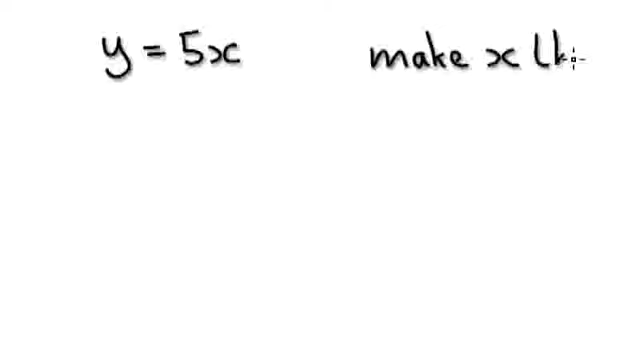 y = 5x make x